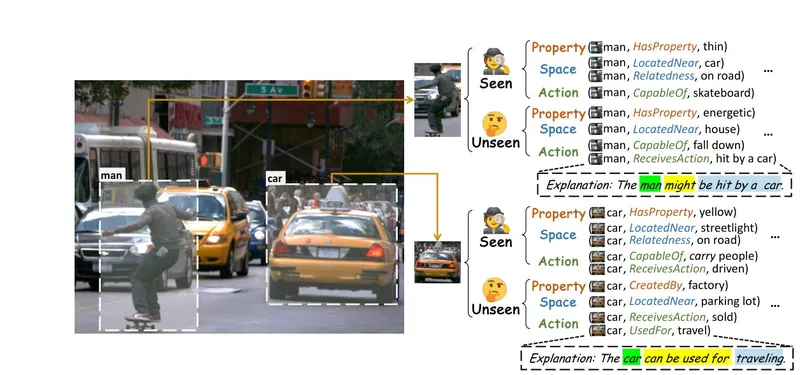 5 Av
man
car
Seen
Property (man, HasProperty, thin)
Space (man, LocatedNear, car)
(man, Relatedness, on road)
Action (man, CapableOf, skateboard)
...
Unseen
Property (man, HasProperty, energetic)
Space (man, LocatedNear, house)
Action (man, CapableOf, fall down)
(man, ReceivesAction, hit by a car)
...
Explanation: The man might be hit by a car.
Seen
Property (car, HasProperty, yellow)
Space (car, LocatedNear, streetlight)
(car, Relatedness, on road)
Action (car, CapableOf, carry people)
(car, ReceivesAction, driven)
...
Unseen
Property (car, CreatedBy, factory)
Space (car, LocatedNear, parking lot)
Action (car, ReceivesAction, sold)
(car, UsedFor, travel)
...
Explanation: The car can be used for traveling.